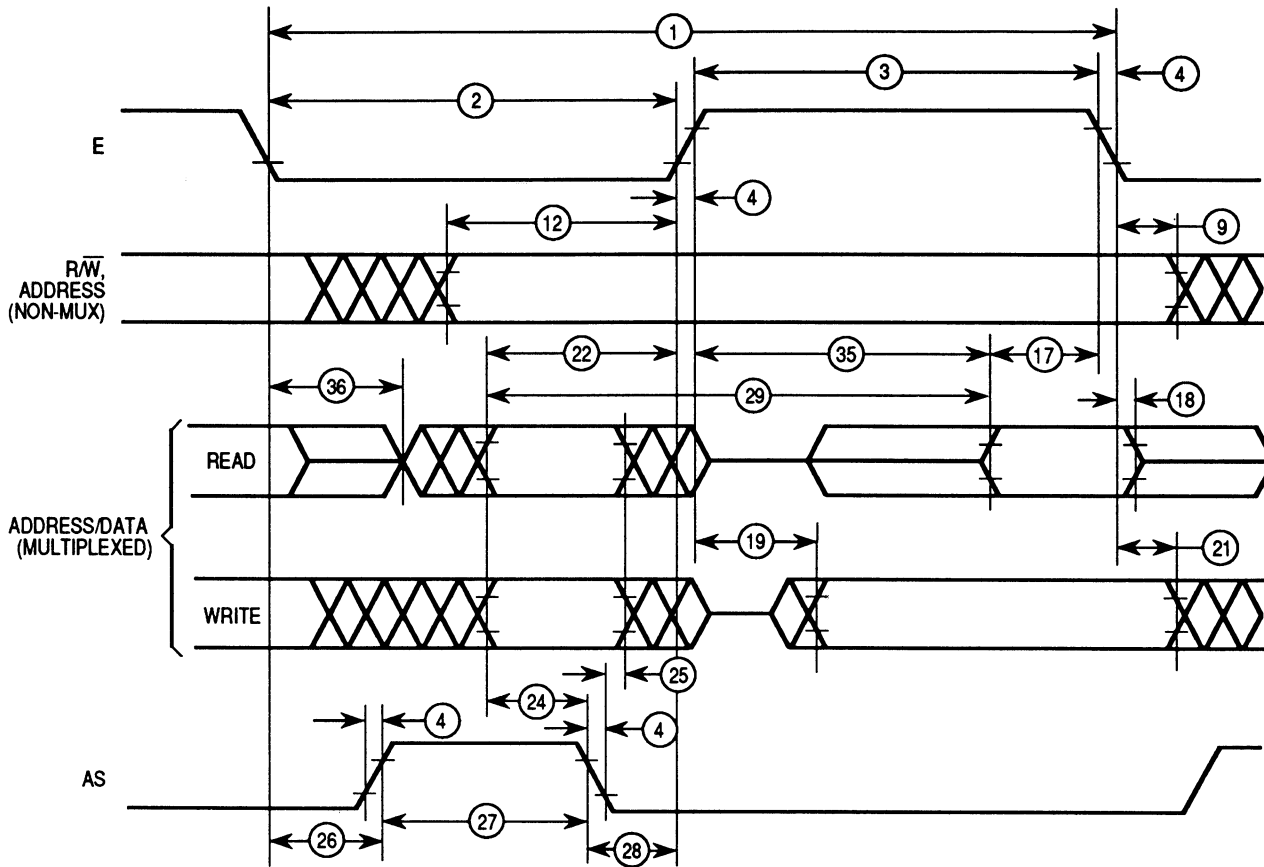 1
3
4
2
E
4
12
9
R/W̅,
ADDRESS
(NON-MUX)
22
35
17
36
29
18
READ
ADDRESS/DATA
(MULTIPLEXED)
19
21
WRITE
25
24
4
4
AS
26
27
28